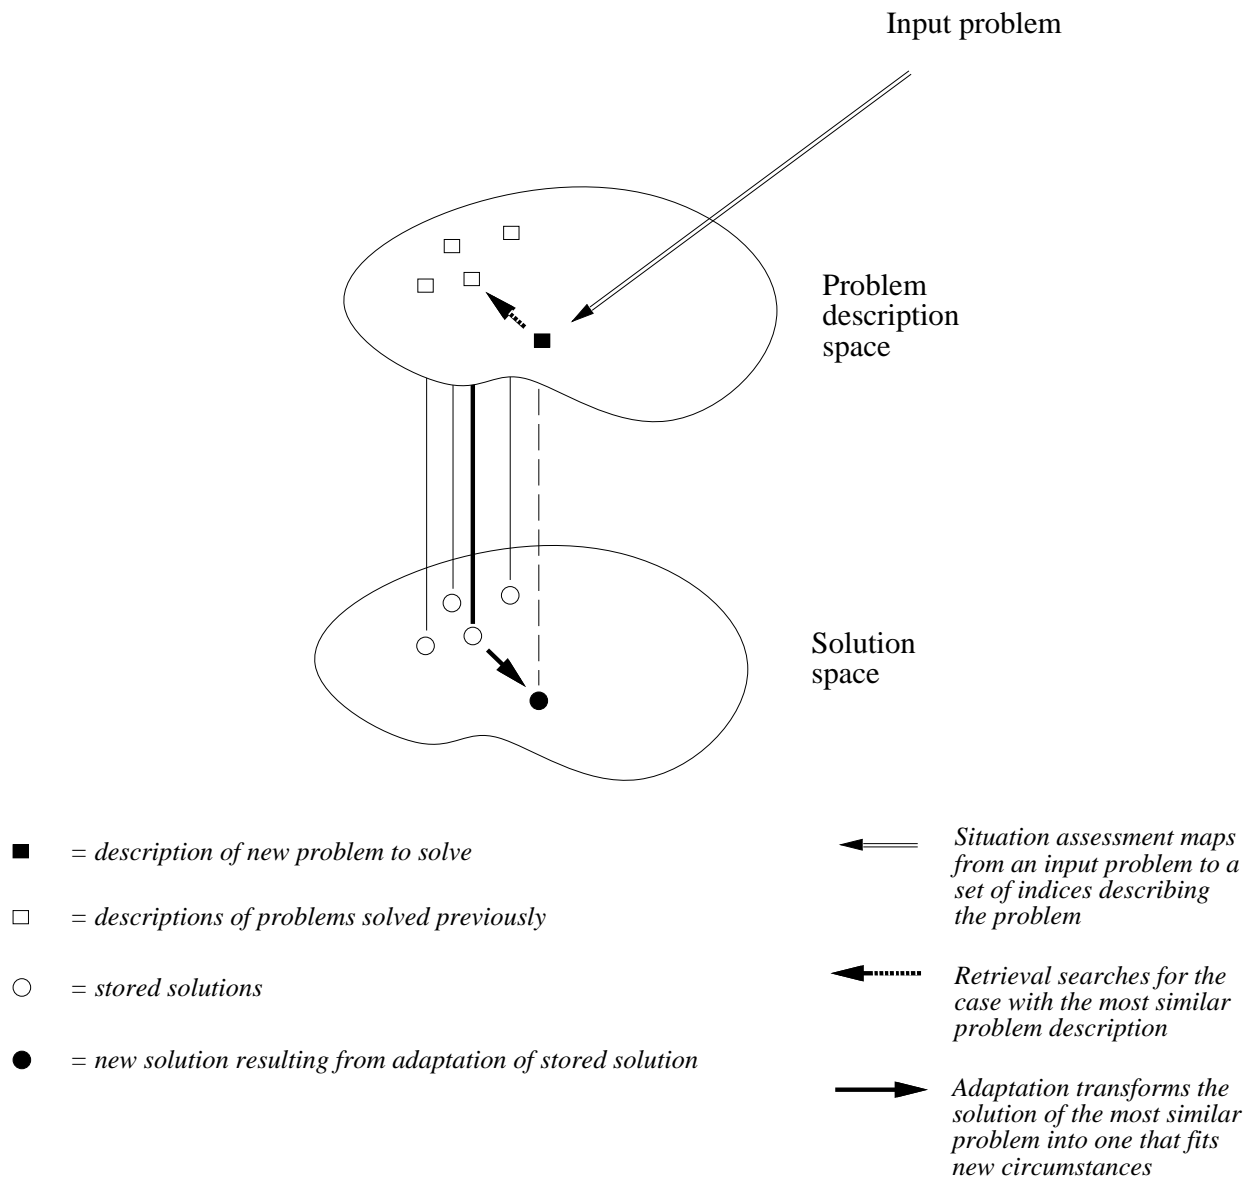 Input problem
Problem
description
space
Solution
space
= description of new problem to solve
= descriptions of problems solved previously
= stored solutions
= new solution resulting from adaptation of stored solution
Situation assessment maps
from an input problem to a
set of indices describing
the problem
Retrieval searches for the
case with the most similar
problem description
Adaptation transforms the
solution of the most similar
problem into one that fits
new circumstances